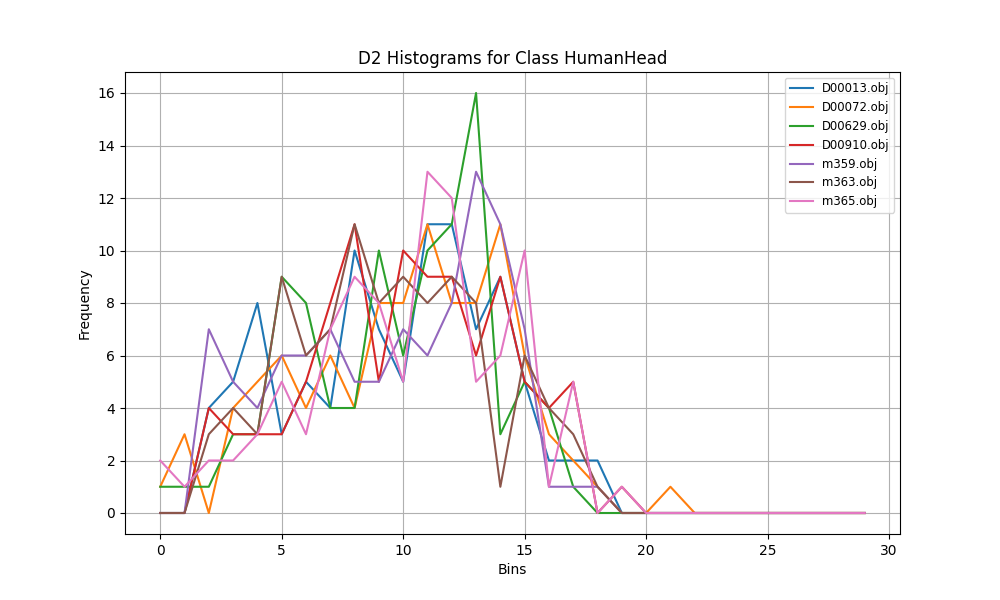 D2 Histograms for Class HumanHead
Frequency
16
14
12
10
8
6
4
2
0
0 5 10 15 20 25 30
Bins
D00013.obj
D00072.obj
D00629.obj
D00910.obj
m359.obj
m363.obj
m365.obj